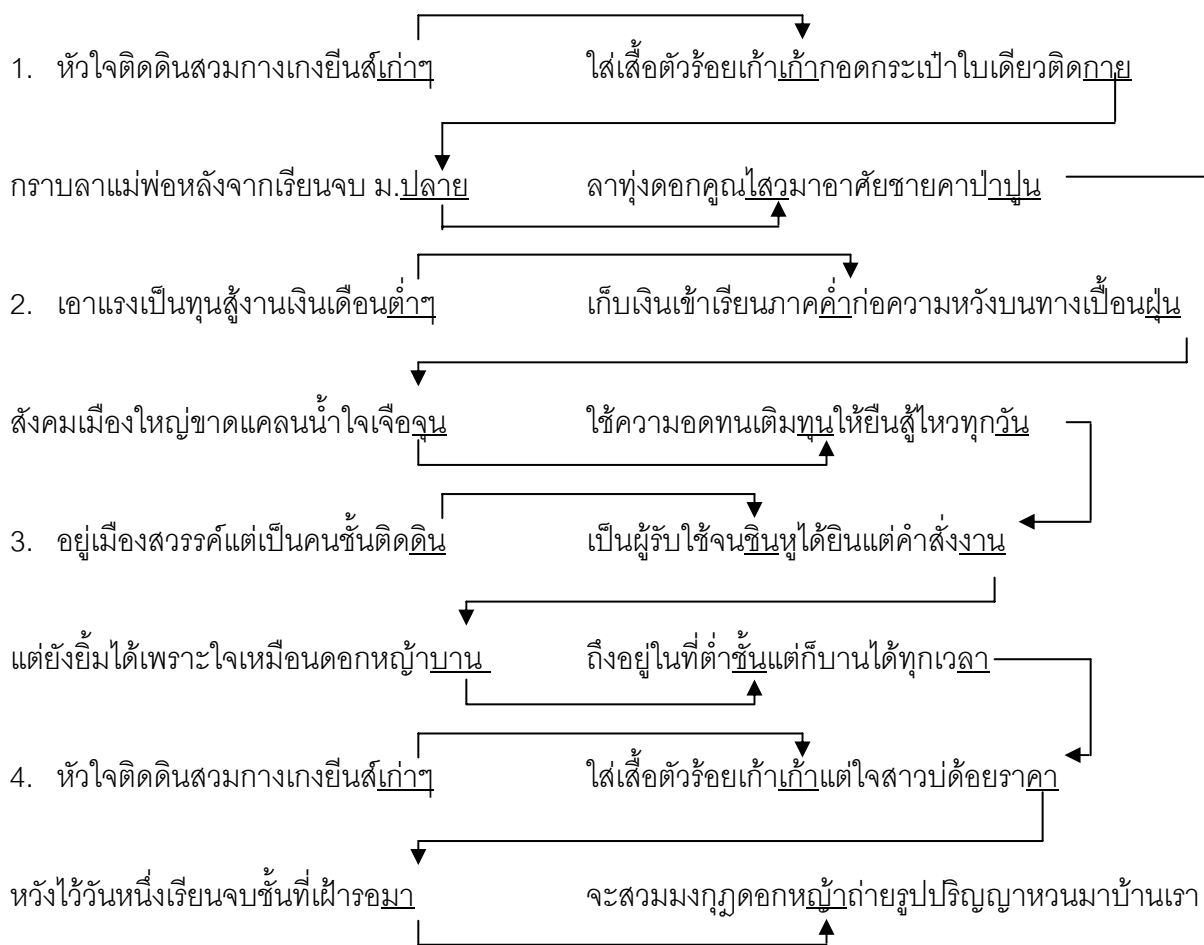 1. หัวใจติดดินสวมกางเกงยีนส์เก่าๆ ใส่เสื้อตัวร้อยเก้าเก้ากอดกระเป๋าใบเดียวติดกาย
กราบลาแม่พ่อหลังจากเรียนจบ ม.ปลาย ลาทุ่งดอกคูณไสวมาอาศัยชายคาป่าปูน
2. เอาแรงเป็นทุนสู้งานเงินเดือนต่ำๆ เก็บเงินเข้าเรียนภาคค่ำก่อความหวังบนทางเปื้อนฝุ่น
สังคมเมืองใหญ่ขาดแคลนน้ำใจเจือจุน ใช้ความอดทนเติมทุนให้ยืนสู้ไหวทุกวัน
3. อยู่เมืองสวรรค์แต่เป็นคนชั้นติดดิน เป็นผู้รับใช้จนชินหูได้ยินแต่คำสั่งงาน
แต่ยังยิ้มได้เพราะใจเหมือนดอกหญ้าบาน ถึงอยู่ในที่ต่ำชั้นแต่ก็บานได้ทุกเวลา
4. หัวใจติดดินสวมกางเกงยีนส์เก่าๆ ใส่เสื้อตัวร้อยเก้าเก้าแต่ใจสาวบ่ด้อยราคา
หวังไว้วันหนึ่งเรียนจบชั้นที่เฝ้ารอมา จะสวมมงกุฎดอกหญ้าถ่ายรูปปริญญาหวนมาบ้านเรา